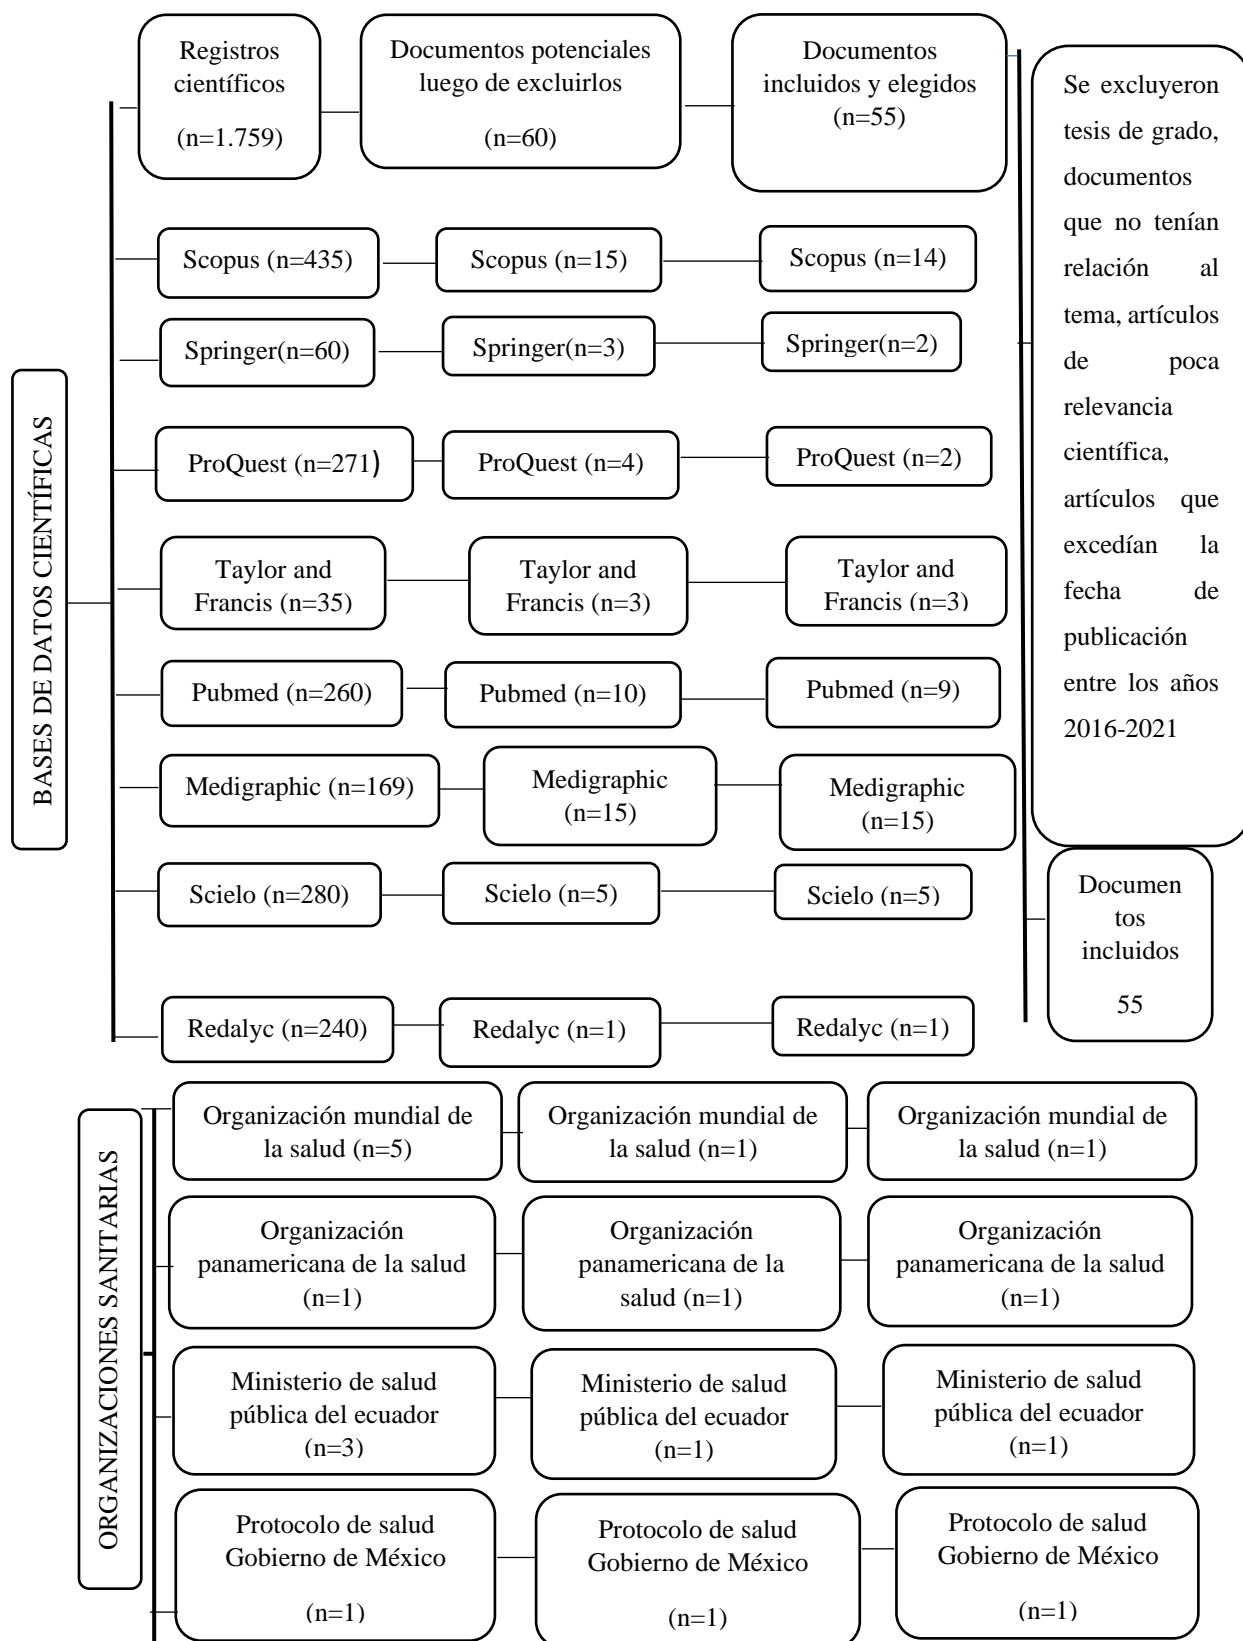 Registros
científicos
(n=1.759)
Documentos potenciales
luego de excluirlos
(n=60)
Documentos
incluidos y elegidos
(n=55)
Se excluyeron
tesis de grado,
documentos
que no tenían
relación al
tema, artículos
de poca
relevancia
científica,
artículos que
excedían la
fecha de
publicación
entre los años
2016-2021
BASES DE DATOS CIENTÍFICAS
Scopus (n=435)
Scopus (n=15)
Scopus (n=14)
Springer(n=60)
Springer(n=3)
Springer(n=2)
ProQuest (n=271)
ProQuest (n=4)
ProQuest (n=2)
Taylor and
Francis (n=35)
Taylor and
Francis (n=3)
Taylor and
Francis (n=3)
Pubmed (n=260)
Pubmed (n=10)
Pubmed (n=9)
Medigraphic (n=169)
Medigraphic
(n=15)
Medigraphic
(n=15)
Scielo (n=280)
Scielo (n=5)
Scielo (n=5)
Documen
tos
incluidos
55
Redalyc (n=240)
Redalyc (n=1)
Redalyc (n=1)
ORGANIZACIONES SANITARIAS
Organización mundial de
la salud (n=5)
Organización mundial de
la salud (n=1)
Organización mundial de
la salud (n=1)
Organización
panamericana de la salud
(n=1)
Organización
panamericana de la
salud (n=1)
Organización
panamericana de la salud
(n=1)
Ministerio de salud
pública del ecuador
(n=3)
Ministerio de salud
pública del ecuador
(n=1)
Ministerio de salud
pública del ecuador
(n=1)
Protocolo de salud
Gobierno de México
(n=1)
Protocolo de salud
Gobierno de México
(n=1)
Protocolo de salud
Gobierno de México
(n=1)